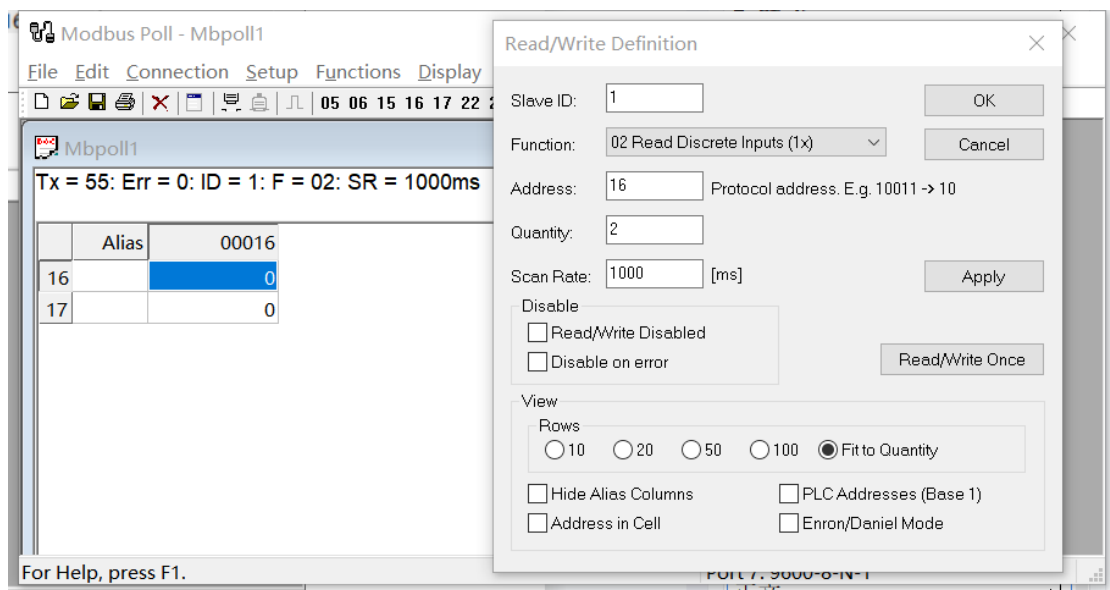 Modbus Poll - Mbpoll1
File Edit Connection Setup Functions Display
05 06 15 16 17 22
Mbpoll1
Tx = 55: Err = 0: ID = 1: F = 02: SR = 1000ms
Alias 00016
16 0
17 0
For Help, press F1.
Port 7: 9600-8-N-1
Read/Write Definition
Slave ID: 1 OK
Function: 02 Read Discrete Inputs (1x) Cancel
Address: 16 Protocol address. E.g. 10011 -> 10
Quantity: 2
Scan Rate: 1000 [ms] Apply
Disable
Read/Write Disabled
Disable on error
Read/Write Once
View
Rows
10 20 50 100 Fit to Quantity
Hide Alias Columns PLC Addresses (Base 1)
Address in Cell Enron/Daniel Mode